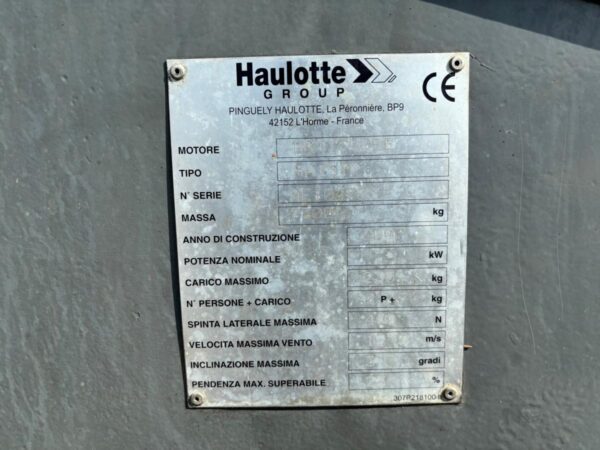 Haulotte
GROUP
CE
PINGUELY HAULOTTE, La Péronnière, BP9
42152 L'Horme - France
MOTORE
TIPO
N° SERIE
MASSA kg
ANNO DI CONSTRUZIONE
POTENZA NOMINALE kW
CARICO MASSIMO kg
N° PERSONE + CARICO P + kg
SPINTA LATERALE MASSIMA N
VELOCITA MASSIMA VENTO m/s
INCLINAZIONE MASSIMA gradi
PENDENZA MAX. SUPERABILE %